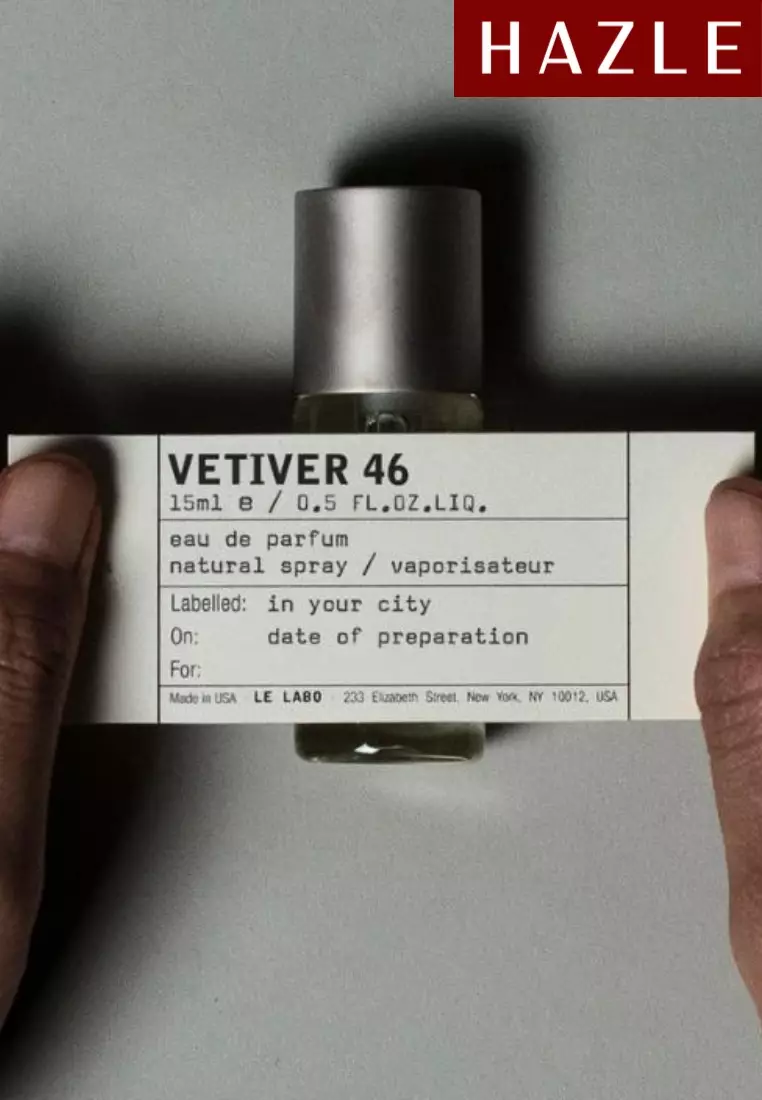 HAZLE
VETIVER 46
15ml e / 0.5 FL.OZ.LIQ.
eau de parfum
natural spray / vaporisateur
Labelled: in your city
On: date of preparation
For:
Made in USA LE LABO 233 Elizabeth Street, New York, NY 10012, USA